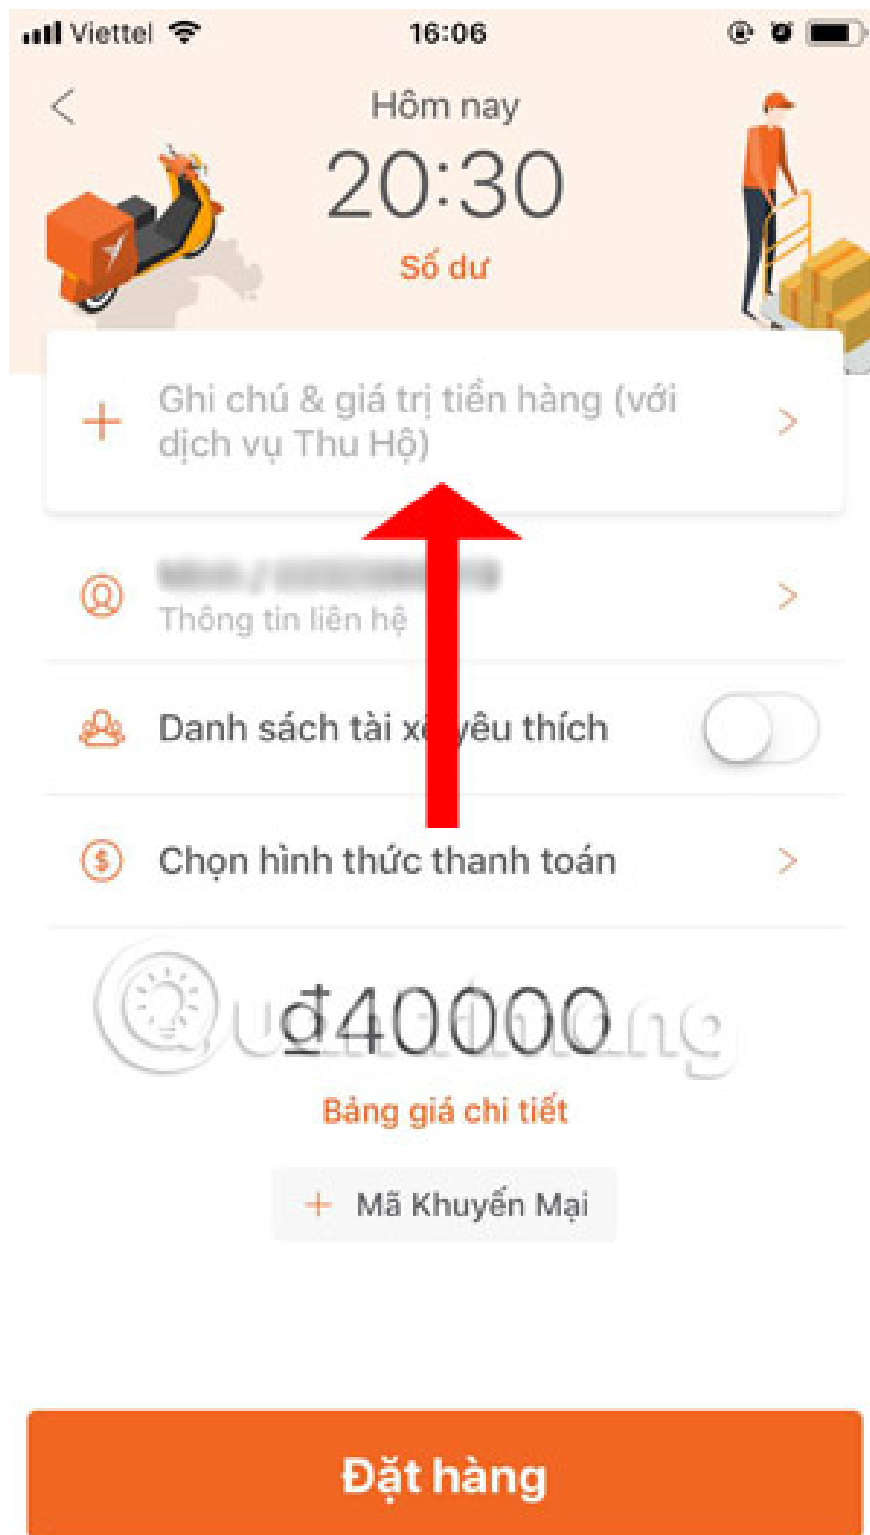 Viettel
16:06
Hôm nay
20:30
Số dư
Ghi chú & giá trị tiền hàng (với
dịch vụ Thu Hộ)
Thông tin liên hệ
Danh sách tài xế yêu thích
Chọn hình thức thanh toán
$
₫40000
Bảng giá chi tiết
+ Mã Khuyến Mại
Đặt hàng